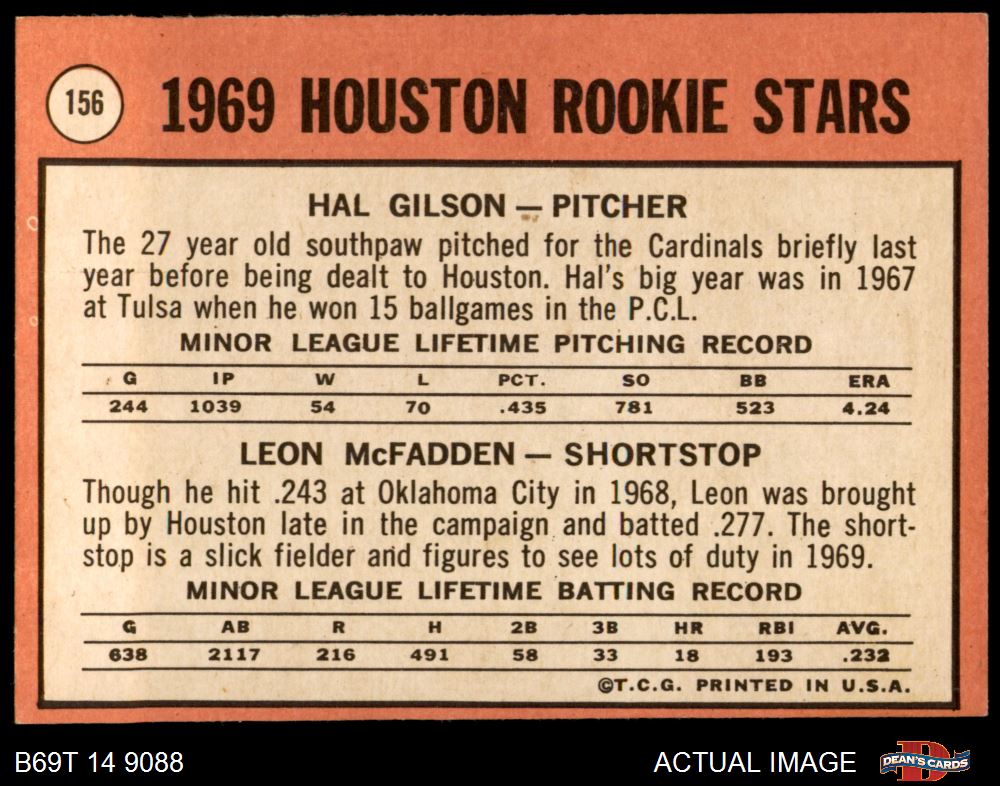 156
1969 HOUSTON ROOKIE STARS
HAL GILSON — PITCHER
The 27 year old southpaw pitched for the Cardinals briefly last
year before being dealt to Houston. Hal's big year was in 1967
at Tulsa when he won 15 ballgames in the P.C.L.
MINOR LEAGUE LIFETIME PITCHING RECORD
G IP W L PCT. SO BB ERA
244 1039 54 70 .435 781 523 4.24
LEON McFADDEN — SHORTSTOP
Though he hit .243 at Oklahoma City in 1968, Leon was brought
up by Houston late in the campaign and batted .277. The short-
stop is a slick fielder and figures to see lots of duty in 1969.
MINOR LEAGUE LIFETIME BATTING RECORD
G AB R H 2B 3B HR RBI AVG.
638 2117 216 491 58 33 18 193 .232
©T.C.G. PRINTED IN U.S.A.
B69T 14 9088
ACTUAL IMAGE
D
DEAN'S CARDS